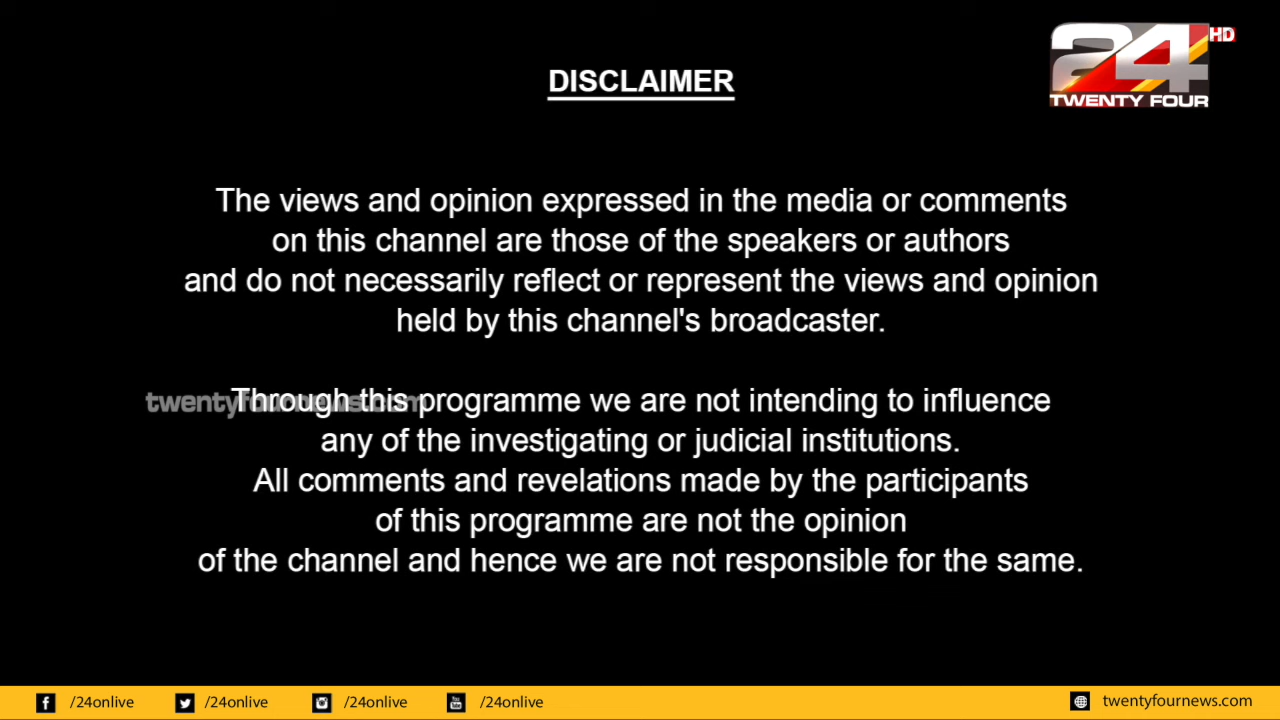 24 HD
TWENTY FOUR
DISCLAIMER
The views and opinion expressed in the media or comments
on this channel are those of the speakers or authors
and do not necessarily reflect or represent the views and opinion
held by this channel's broadcaster.
twentyfournews.com
Through this programme we are not intending to influence
any of the investigating or judicial institutions.
All comments and revelations made by the participants
of this programme are not the opinion
of the channel and hence we are not responsible for the same.
/24onlive /24onlive /24onlive You Tube /24onlive twentyfournews.com